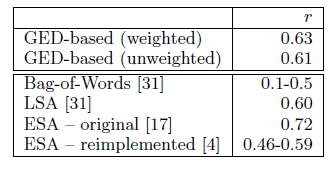 r
GED-based (weighted) 0.63
GED-based (unweighted) 0.61
Bag-of-Words [31] 0.1-0.5
LSA [31] 0.60
ESA – original [17] 0.72
ESA – reimplemented [4] 0.46-0.59